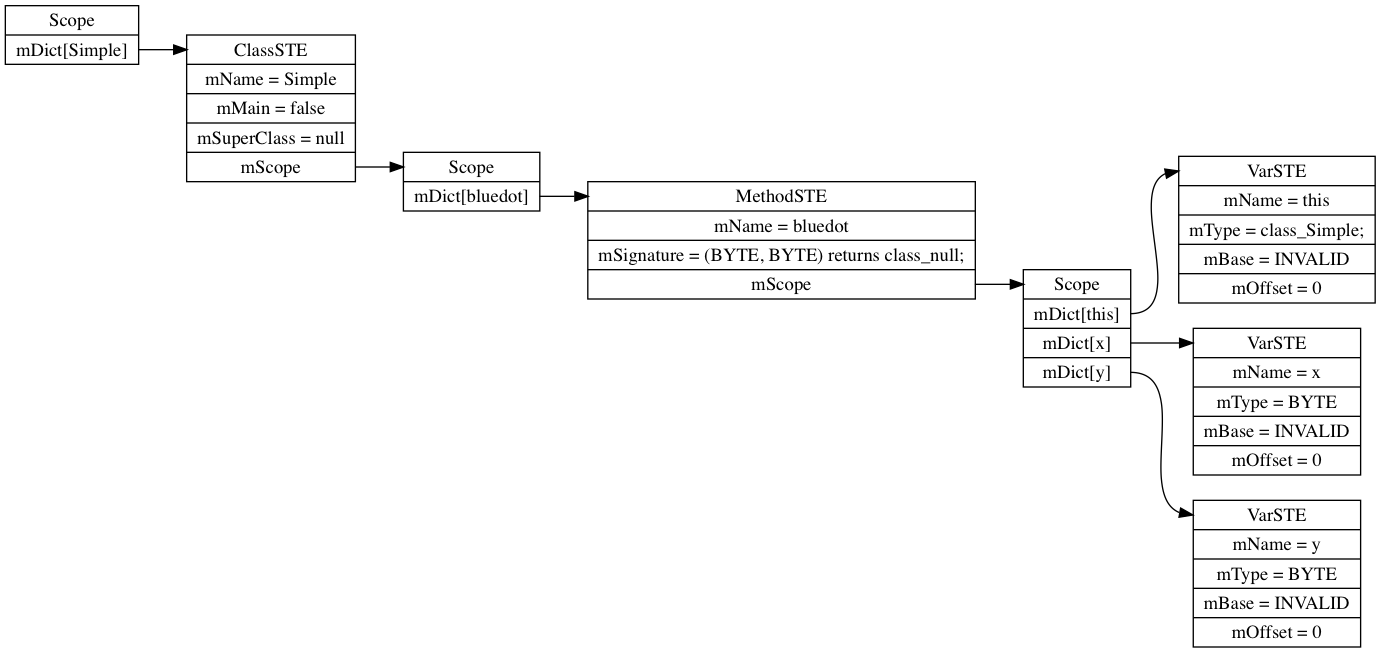 Scope
mDict[Simple]
ClassSTE
mName = Simple
mMain = false
mSuperClass = null
mScope
Scope
mDict[bluedot]
MethodSTE
mName = bluedot
mSignature = (BYTE, BYTE) returns class_null;
mScope
Scope
mDict[this]
mDict[x]
mDict[y]
VarSTE
mName = this
mType = class_Simple;
mBase = INVALID
mOffset = 0
VarSTE
mName = x
mType = BYTE
mBase = INVALID
mOffset = 0
VarSTE
mName = y
mType = BYTE
mBase = INVALID
mOffset = 0